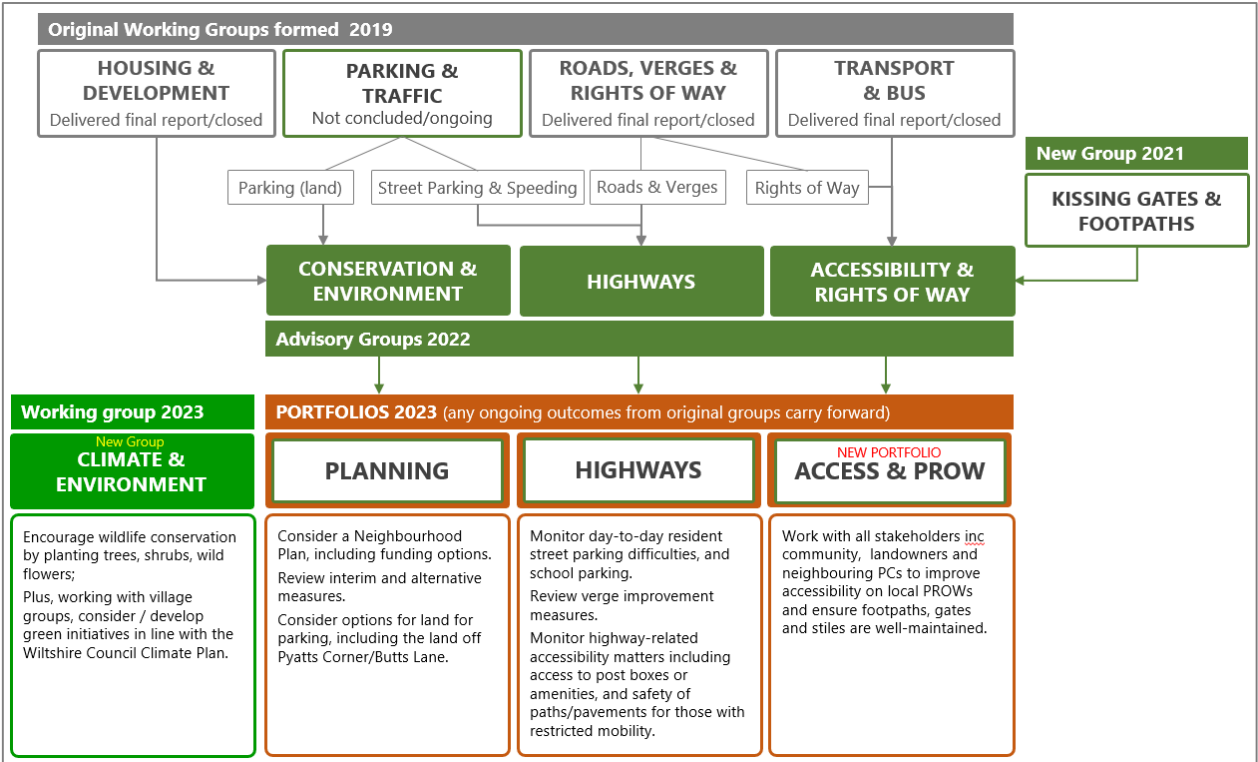 Original Working Groups formed 2019
HOUSING &
DEVELOPMENT
Delivered final report/closed
PARKING &
TRAFFIC
Not concluded/ongoing
ROADS, VERGES &
RIGHTS OF WAY
Delivered final report/closed
TRANSPORT
& BUS
Delivered final report/closed
New Group 2021
KISSING GATES &
FOOTPATHS
Parking (land)
Street Parking & Speeding
Roads & Verges
Rights of Way
CONSERVATION &
ENVIRONMENT
HIGHWAYS
ACCESSIBILITY &
RIGHTS OF WAY
Advisory Groups 2022
Working group 2023
New Group
CLIMATE &
ENVIRONMENT
PORTFOLIOS 2023 (any ongoing outcomes from original groups carry forward)
PLANNING
HIGHWAYS
NEW PORTFOLIO
ACCESS & PROW
Encourage wildlife conservation
by planting trees, shrubs, wild
flowers;
Plus, working with village
groups, consider / develop
green initiatives in line with the
Wiltshire Council Climate Plan.
Consider a Neighbourhood
Plan, including funding options.
Review interim and alternative
measures.
Consider options for land for
parking, including the land off
Pyatts Corner/Butts Lane.
Monitor day-to-day resident
street parking difficulties, and
school parking.
Review verge improvement
measures.
Monitor highway-related
accessibility matters including
access to post boxes or
amenities, and safety of
paths/pavements for those with
restricted mobility.
Work with all stakeholders inc
community, landowners and
neighbouring PCs to improve
accessibility on local PROWs
and ensure footpaths, gates
and stiles are well-maintained.